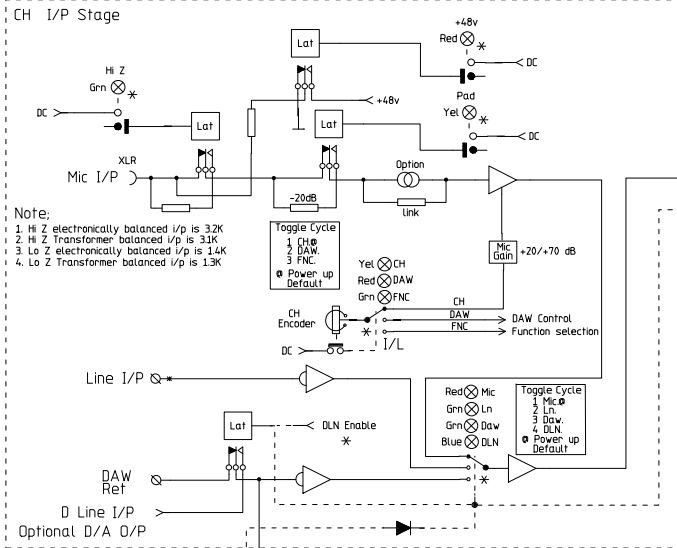 CH I/P Stage
+48v
Red
*
DC
Lat
Hi Z
Grn
*
DC
Lat
+48v
Pad
Yel
*
DC
Lat
XLR
Mic I/P
-20dB
Option
link
Note;
1. Hi Z electronically balanced i/p is 3.2K
2. Hi Z Transformer balanced i/p is 3.1K
3. Lo Z electronically balanced i/p is 1.4K
4. Lo Z Transformer balanced i/p is 1.3K
Toggle Cycle
1 CH.@
2 DAW.
3 FNC.
@ Power up
Default
Mic
Gain
+20/+70 dB
Yel CH
Red DAW
Grn FNC
CH
Encoder
CH
DAW
DAW Control
FNC
Function selection
*
I/L
DC
Line I/P
*
Red Mic
Grn Ln
Grn Daw
Blue DLN
Toggle Cycle
1 Mic.@
2 Ln.
3 Daw.
4 DLN.
@ Power up
Default
Lat
DLN Enable
*
*
DAW
Ret
D Line I/P
Optional D/A O/P